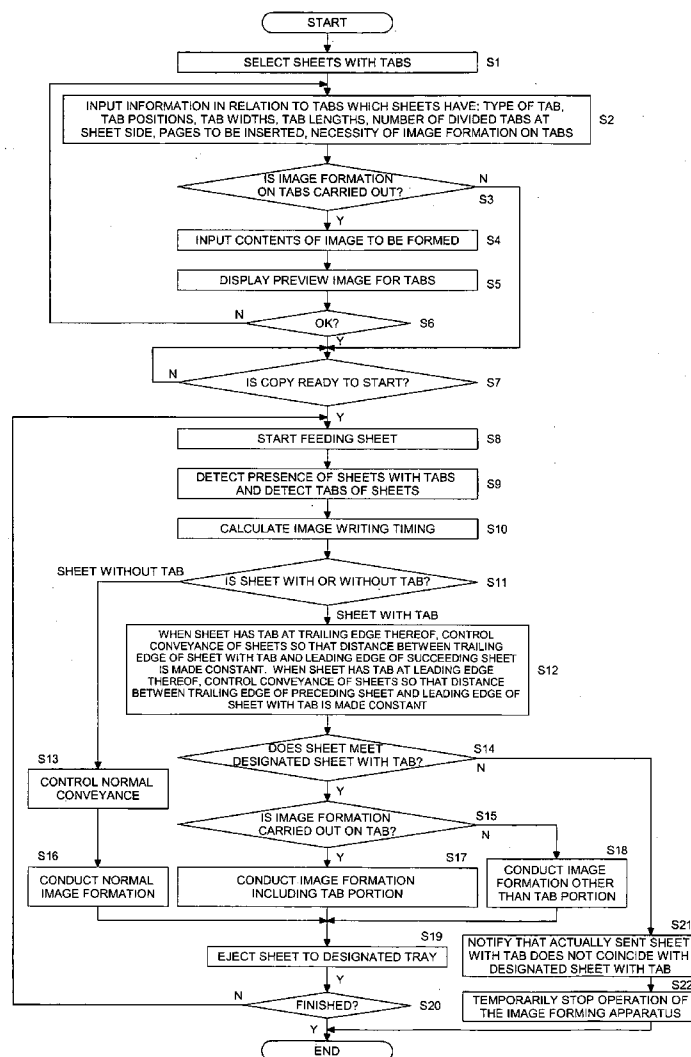 START
SELECT SHEETS WITH TABS
S1
INPUT INFORMATION IN RELATION TO TABS WHICH SHEETS HAVE: TYPE OF TAB,
TAB POSITIONS, TAB WIDTHS, TAB LENGTHS, NUMBER OF DIVIDED TABS AT
SHEET SIDE, PAGES TO BE INSERTED, NECESSITY OF IMAGE FORMATION ON TABS
S2
IS IMAGE FORMATION
ON TABS CARRIED OUT?
N
S3
Y
INPUT CONTENTS OF IMAGE TO BE FORMED
S4
DISPLAY PREVIEW IMAGE FOR TABS
S5
N
OK?
S6
Y
N
IS COPY READY TO START?
S7
Y
START FEEDING SHEET
S8
DETECT PRESENCE OF SHEETS WITH TABS
AND DETECT TABS OF SHEETS
S9
CALCULATE IMAGE WRITING TIMING
S10
SHEET WITHOUT TAB
IS SHEET WITH OR WITHOUT TAB?
S11
SHEET WITH TAB
WHEN SHEET HAS TAB AT TRAILING EDGE THEREOF, CONTROL
CONVEYANCE OF SHEETS SO THAT DISTANCE BETWEEN TRAILING
EDGE OF SHEET WITH TAB AND LEADING EDGE OF SUCCEEDING SHEET
IS MADE CONSTANT. WHEN SHEET HAS TAB AT LEADING EDGE
THEREOF, CONTROL CONVEYANCE OF SHEETS SO THAT DISTANCE
BETWEEN TRAILING EDGE OF PRECEDING SHEET AND LEADING EDGE OF
SHEET WITH TAB IS MADE CONSTANT
S12
S13
CONTROL NORMAL
CONVEYANCE
DOES SHEET MEET
DESIGNATED SHEET WITH TAB?
S14
N
Y
IS IMAGE FORMATION
CARRIED OUT ON TAB?
S15
N
S16
CONDUCT NORMAL
IMAGE FORMATION
Y
S17
CONDUCT IMAGE FORMATION
INCLUDING TAB PORTION
S18
CONDUCT IMAGE
FORMATION OTHER
THAN TAB PORTION
S19
EJECT SHEET TO DESIGNATED TRAY
S21
NOTIFY THAT ACTUALLY SENT SHEET
WITH TAB DOES NOT COINCIDE WITH
DESIGNATED SHEET WITH TAB
Y
N
FINISHED?
S20
S22
TEMPORARILY STOP OPERATION OF
THE IMAGE FORMING APPARATUS
Y
END